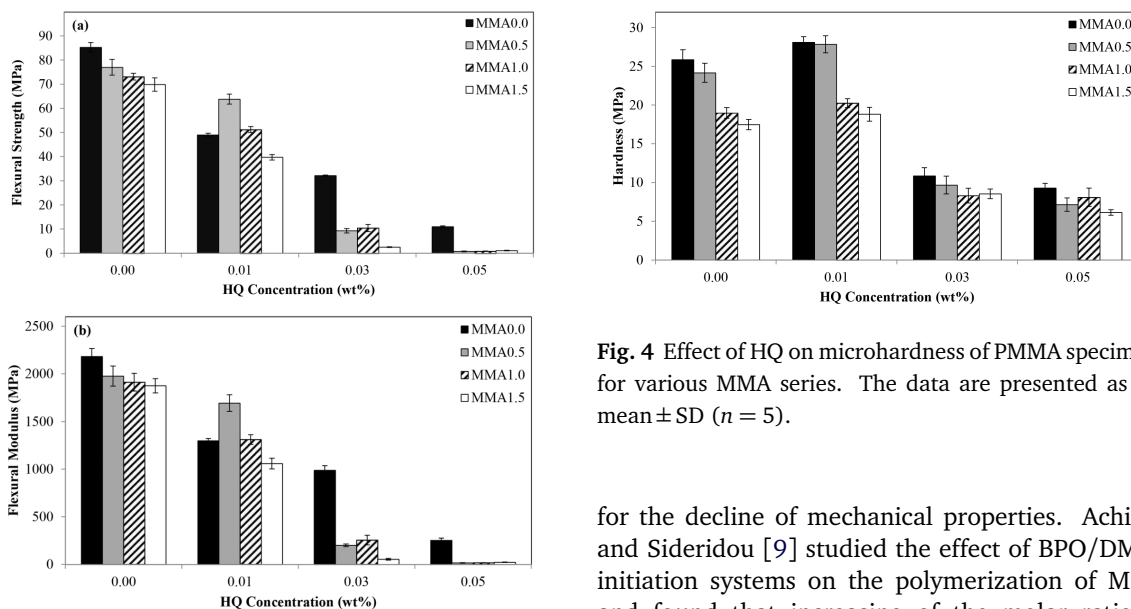 (a)
MMA0.0
MMA0.5
MMA1.0
MMA1.5
90
80
70
60
50
40
30
20
10
0
Flexural Strength (MPa)
0.00 0.01 0.03 0.05
HQ Concentration (wt%)
(b)
MMA0.0
MMA0.5
MMA1.0
MMA1.5
2500
2000
1500
1000
500
0
Flexural Modulus (MPa)
0.00 0.01 0.03 0.05
HQ Concentration (wt%)
MMA0.0
MMA0.5
MMA1.0
MMA1.5
30
25
20
15
10
5
0
Hardness (MPa)
0.00 0.01 0.03 0.05
HQ Concentration (wt%)
Fig. 4 Effect of HQ on microhardness of PMMA specim
for various MMA series. The data are presented as
mean ± SD (n = 5).
for the decline of mechanical properties. Achi
and Sideridou [9] studied the effect of BPO/DM
initiation systems on the polymerization of M